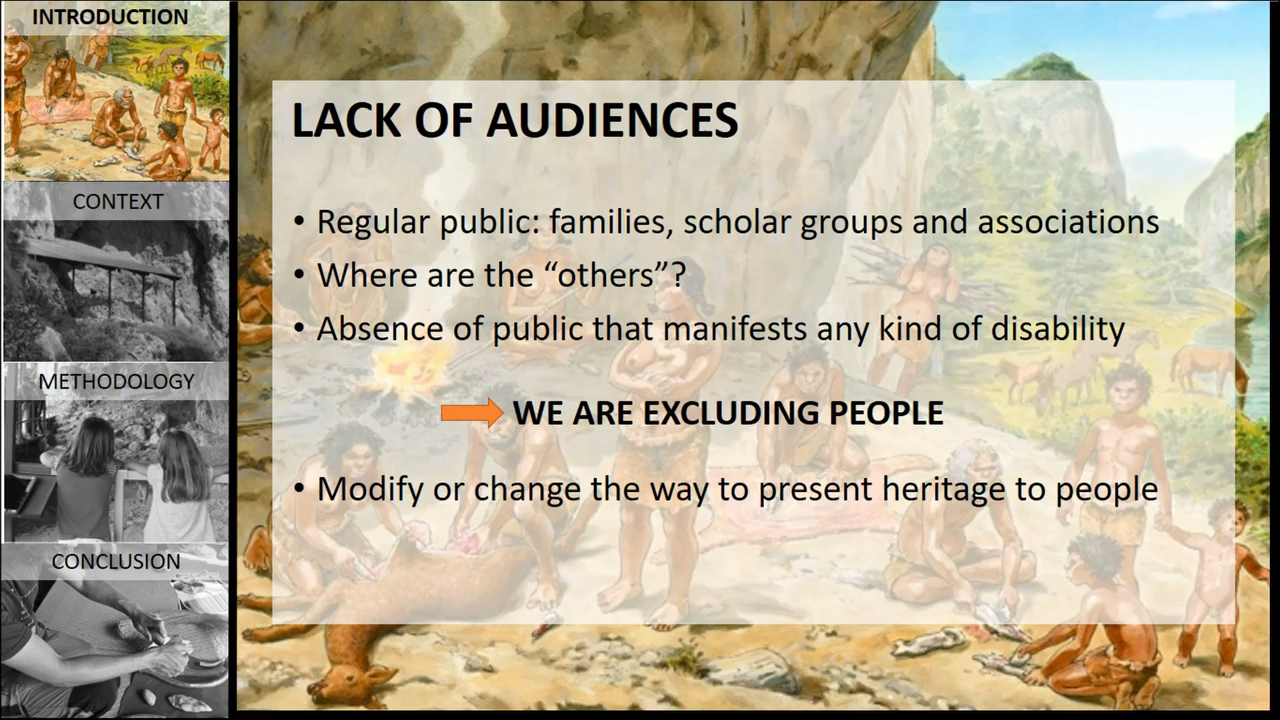 INTRODUCTION
CONTEXT
METHODOLOGY
CONCLUSION
LACK OF AUDIENCES
• Regular public: families, scholar groups and associations
• Where are the “others”?
• Absence of public that manifests any kind of disability
WE ARE EXCLUDING PEOPLE
• Modify or change the way to present heritage to people